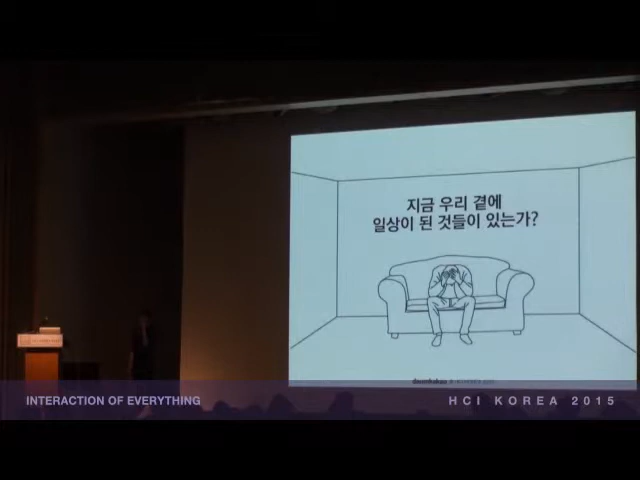 지금 우리 곁에
일상이 된 것들이 있는가?
daumkakao
INTERACTION OF EVERYTHING
HCI KOREA 2015